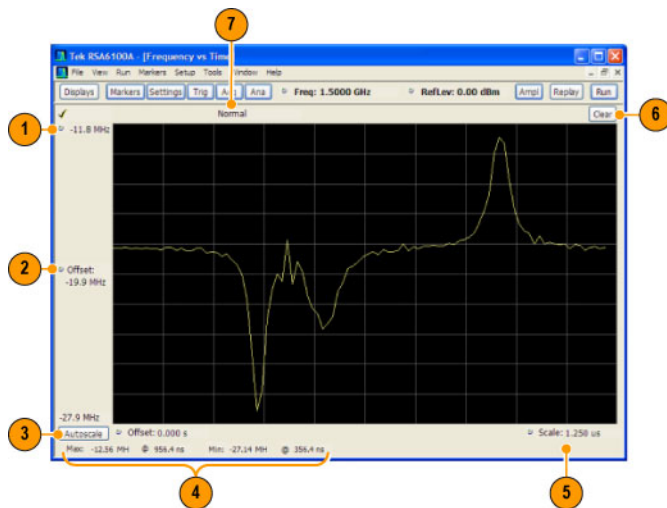 7
Tek RSA6100A - [Frequency vs Time
File View Run Markers Setup Tools Window Help
Displays Markers Settings Trig Acq Ana Freq: 1.5000 GHz RefLev: 0.00 dBm Ampl Replay Run
Normal Clear
1 -11.8 MHz 6
2 Offset:
-19.9 MHz
-27.9 MHz
3 Autoscale Offset: 0.000 s Scale: 1.250 us
Max: -12.56 MH @ 956.4 ns Min: -27.14 MH @ 356.4 ns
4 5